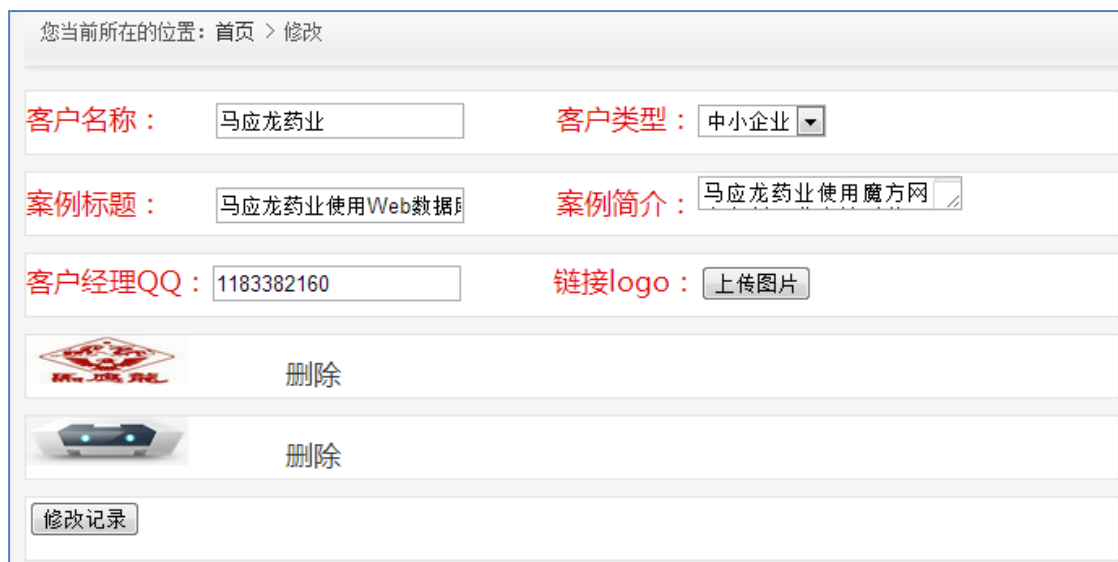 您当前所在的位置：首页 > 修改
客户名称： 马应龙药业 客户类型： 中小企业
案例标题： 马应龙药业使用Web数据 案例简介： 马应龙药业使用魔方网
客户经理QQ： 1183382160 链接logo： 上传图片
删除
删除
修改记录